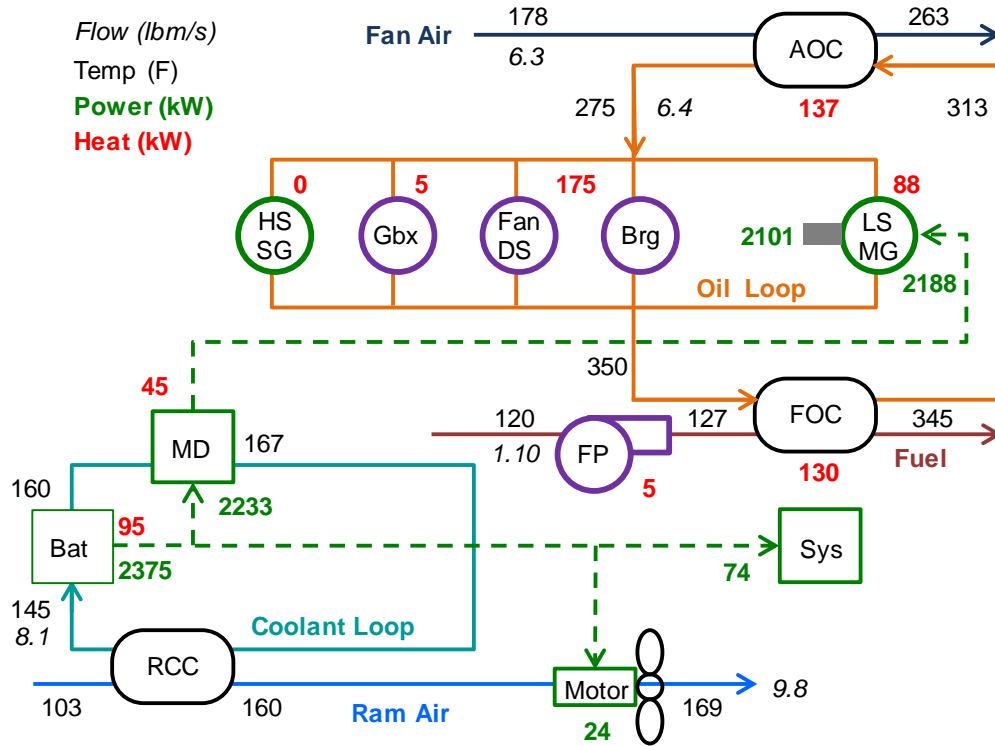 Flow (lbm/s)
Temp (F)
Power (kW)
Heat (kW)
Fan Air
178
6.3
AOC
263
137
313
275
6.4
0
5
175
88
HS
SG
Gbx
Fan
DS
Brg
2101
LS
MG
2188
Oil Loop
350
45
MD
167
120
1.10
FP
5
127
FOC
345
130
Fuel
160
2233
Bat
95
2375
74
Sys
145
8.1
Coolant Loop
RCC
103
160
Ram Air
Motor
24
169
9.8